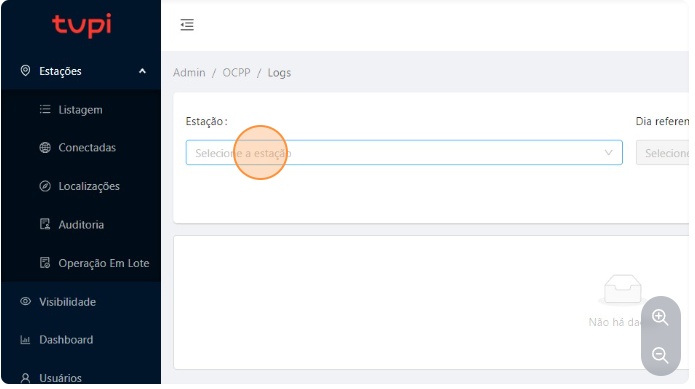 tupi
Estações
Listagem
Conectadas
Localizações
Auditoria
Operação Em Lote
Visibilidade
Dashboard
Usuários
Admin / OCPP / Logs
Estação:
Selecione a estação
Dia referen
Selecione
Não há da